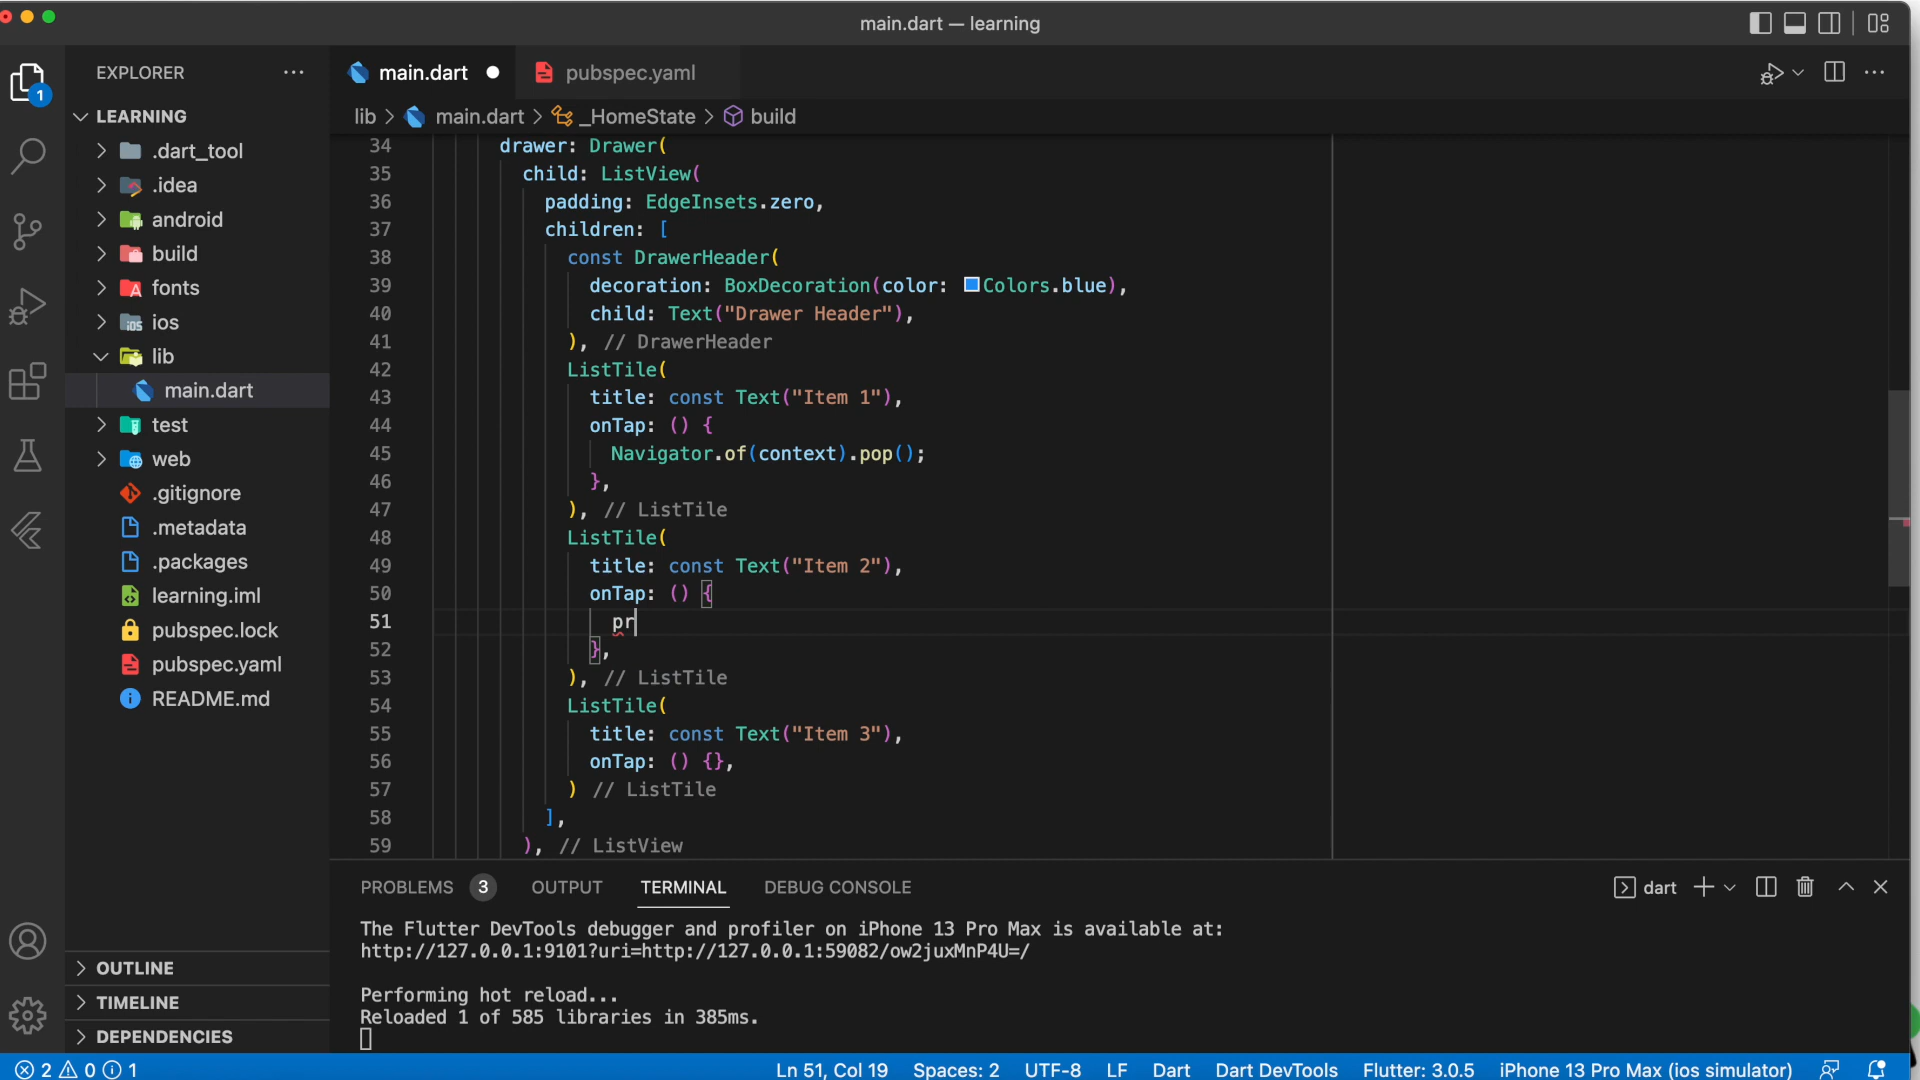 main.dart — learning
EXPLORER
1
LEARNING
.dart_tool
.idea
android
build
fonts
ios
lib
main.dart
test
web
.gitignore
.metadata
.packages
learning.iml
pubspec.lock
pubspec.yaml
README.md
OUTLINE
TIMELINE
DEPENDENCIES
main.dart
pubspec.yaml
lib > main.dart > _HomeState > build
34 drawer: Drawer(
35 child: ListView(
36 padding: EdgeInsets.zero,
37 children: [
38 const DrawerHeader(
39 decoration: BoxDecoration(color: Colors.blue),
40 child: Text("Drawer Header"),
41 ), // DrawerHeader
42 ListTile(
43 title: const Text("Item 1"),
44 onTap: () {
45 Navigator.of(context).pop();
46 },
47 ), // ListTile
48 ListTile(
49 title: const Text("Item 2"),
50 onTap: () {
51 pr
52 },
53 ), // ListTile
54 ListTile(
55 title: const Text("Item 3"),
56 onTap: () {},
57 ) // ListTile
58 ],
59 ), // ListView
PROBLEMS 3 OUTPUT TERMINAL DEBUG CONSOLE
dart
The Flutter DevTools debugger and profiler on iPhone 13 Pro Max is available at:
http://127.0.0.1:9101?uri=http://127.0.0.1:59082/ow2juxMnP4U=/
Performing hot reload...
Reloaded 1 of 585 libraries in 385ms.
2 0 1
Ln 51, Col 19 Spaces: 2 UTF-8 LF Dart Dart DevTools Flutter: 3.0.5 iPhone 13 Pro Max (ios simulator)